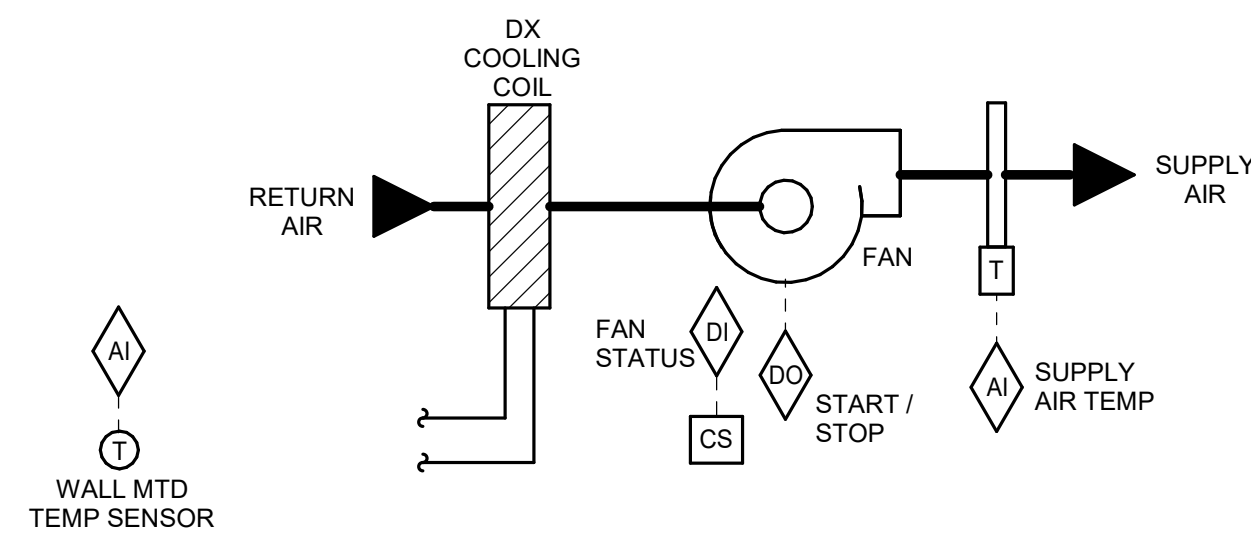 DX
COOLING
COIL
RETURN
AIR
SUPPLY
AIR
FAN
T
AI
FAN
STATUS
DI
DO
START /
STOP
AI
SUPPLY
AIR TEMP
CS
T
WALL MTD
TEMP SENSOR